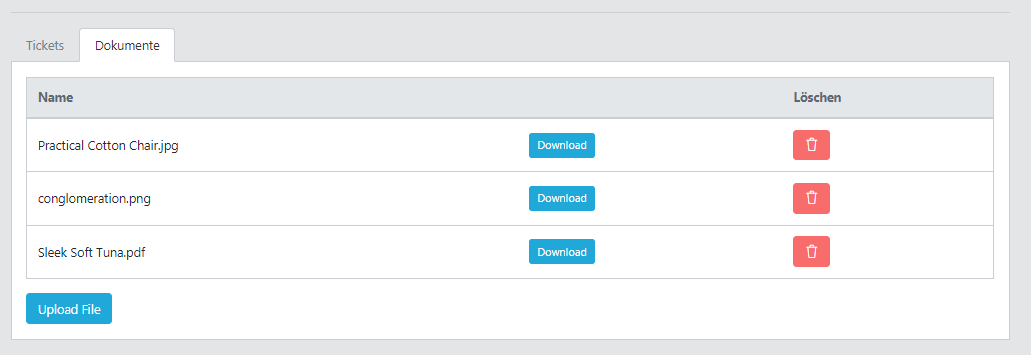 Tickets Dokumente
Name Löschen
Practical Cotton Chair.jpg Download
conglomeration.png Download
Sleek Soft Tuna.pdf Download
Upload File